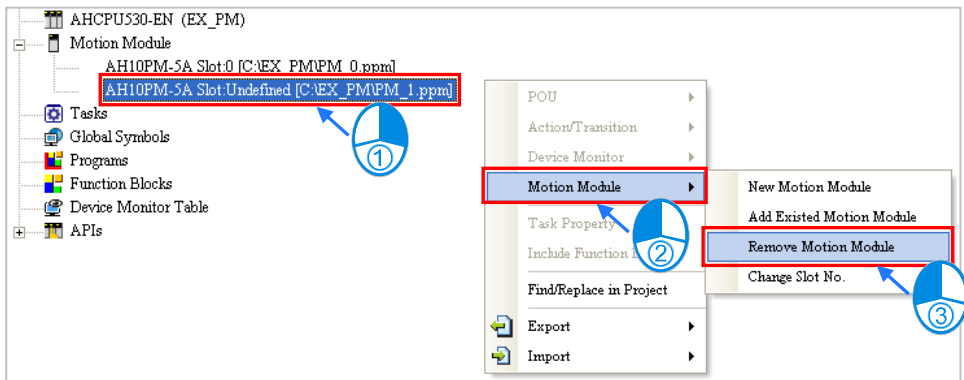 AHCPU530-EN (EX_PM)
Motion Module
AH10PM-5A Slot:0 [C:\EX_PM\PM_0.ppm]
AH10PM-5A Slot:Undefined [C:\EX_PM\PM_1.ppm]
Tasks
Global Symbols
Programs
Function Blocks
Device Monitor Table
APIs
①
POU
Action/Transition
Device Monitor
Motion Module
Task Property
Include Function
Find/Replace in Project
Export
Import
②
New Motion Module
Add Existed Motion Module
Remove Motion Module
Change Slot No.
③